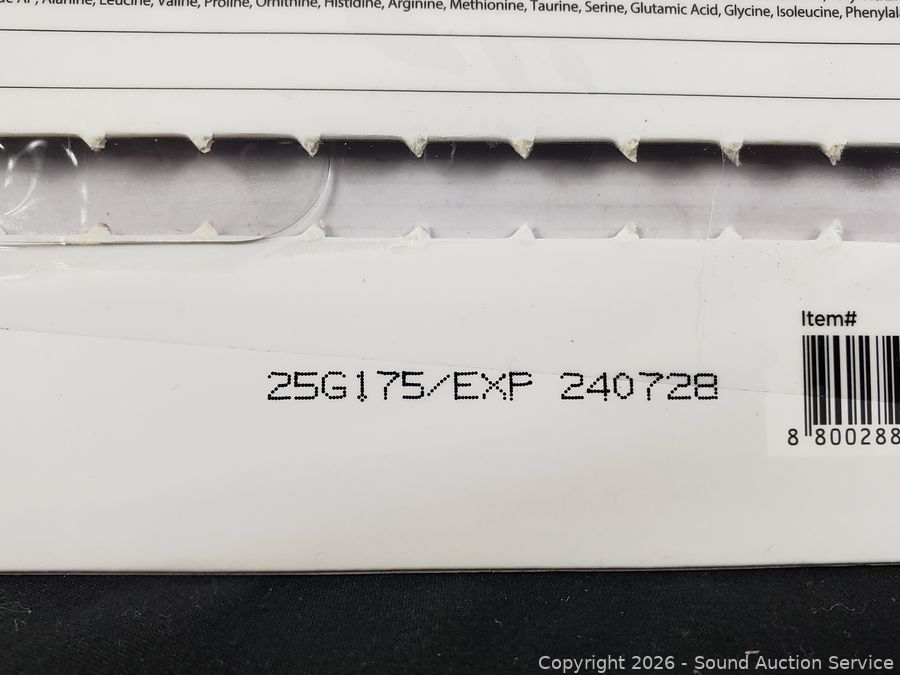 Alanine, Leucine, Valine, Proline, Ornithine, Histidine, Arginine, Methionine, Taurine, Serine, Glutamic Acid, Glycine, Isoleucine, Phenylal
Item#
25G175/EXP 240728
8 800288
Copyright 2026 - Sound Auction Service